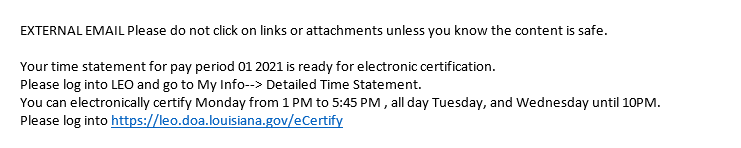 EXTERNAL EMAIL Please do not click on links or attachments unless you know the content is safe.
Your time statement for pay period 01 2021 is ready for electronic certification.
Please log into LEO and go to My Info--> Detailed Time Statement.
You can electronically certify Monday from 1 PM to 5:45 PM , all day Tuesday, and Wednesday until 10PM.
Please log into https://leo.doa.louisiana.gov/eCertify